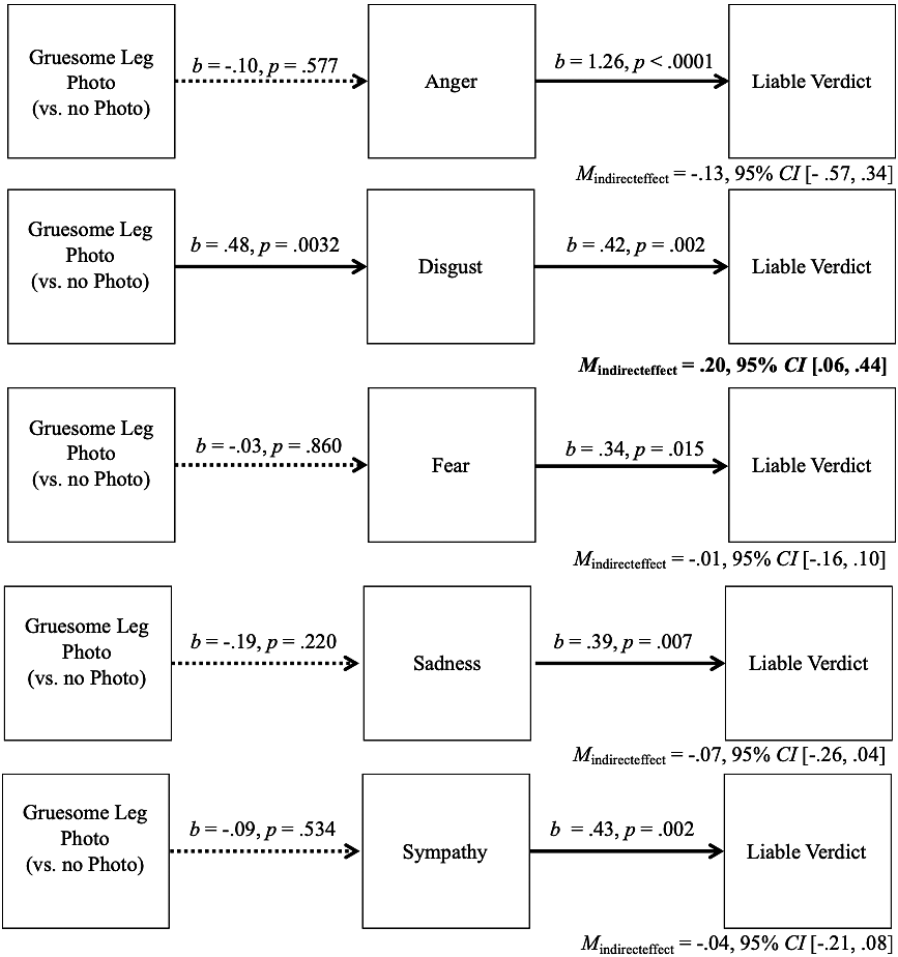 Gruesome Leg
Photo
(vs. no Photo)
b = -.10, p = .577
Anger
b = 1.26, p < .0001
Liable Verdict
Mindirecteffect = -.13, 95% CI [- .57, .34]
Gruesome Leg
Photo
(vs. no Photo)
b = .48, p = .0032
Disgust
b = .42, p = .002
Liable Verdict
Mindirecteffect = .20, 95% CI [.06, .44]
Gruesome Leg
Photo
(vs. no Photo)
b = -.03, p = .860
Fear
b = .34, p = .015
Liable Verdict
Mindirecteffect = -.01, 95% CI [-.16, .10]
Gruesome Leg
Photo
(vs. no Photo)
b = -.19, p = .220
Sadness
b = .39, p = .007
Liable Verdict
Mindirecteffect = -.07, 95% CI [-.26, .04]
Gruesome Leg
Photo
(vs. no Photo)
b = -.09, p = .534
Sympathy
b = .43, p = .002
Liable Verdict
Mindirecteffect = -.04, 95% CI [-.21, .08]